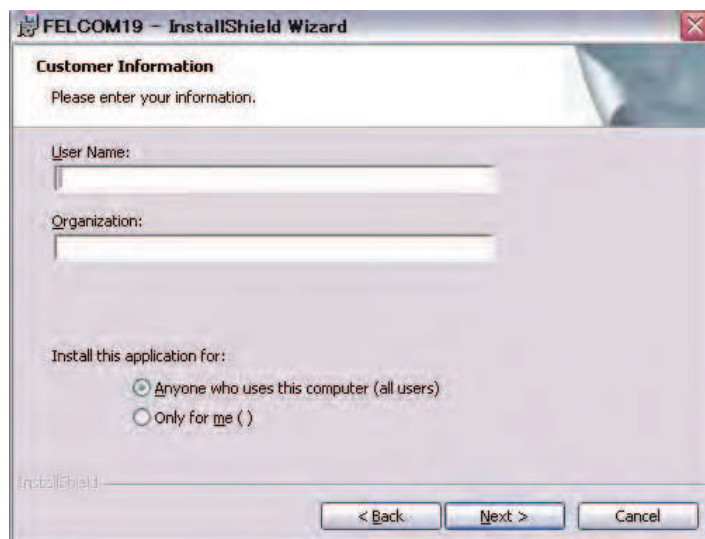 FELCOM19 - InstallShield Wizard
Customer Information
Please enter your information.
User Name:
Organization:
Install this application for:
Anyone who uses this computer (all users)
Only for me ( )
InstallShield
< Back
Next >
Cancel